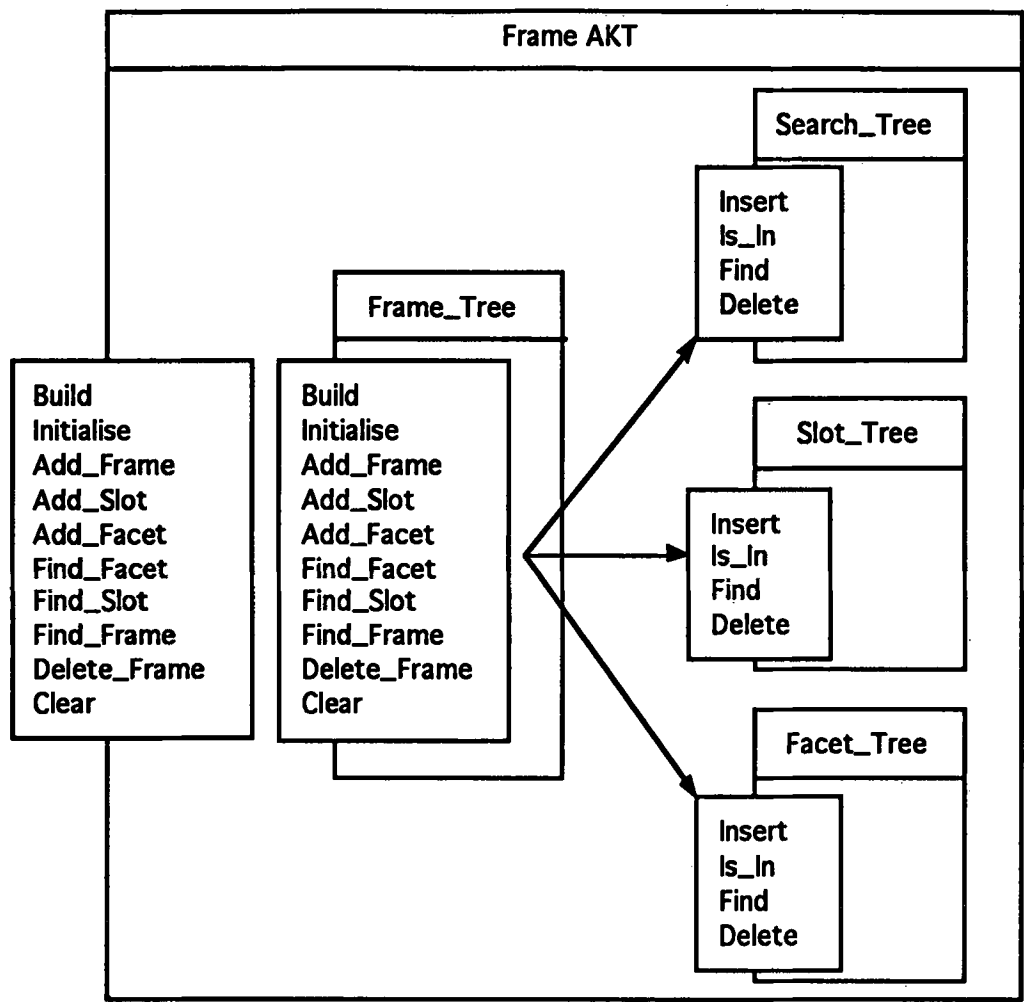 Frame AKT
Search_Tree
Insert
Is_In
Find
Delete
Frame_Tree
Build
Initialise
Add_Frame
Add_Slot
Add_Facet
Find_Facet
Find_Slot
Find_Frame
Delete_Frame
Clear
Build
Initialise
Add_Frame
Add_Slot
Add_Facet
Find_Facet
Find_Slot
Find_Frame
Delete_Frame
Clear
Slot_Tree
Insert
Is_In
Find
Delete
Facet_Tree
Insert
Is_In
Find
Delete